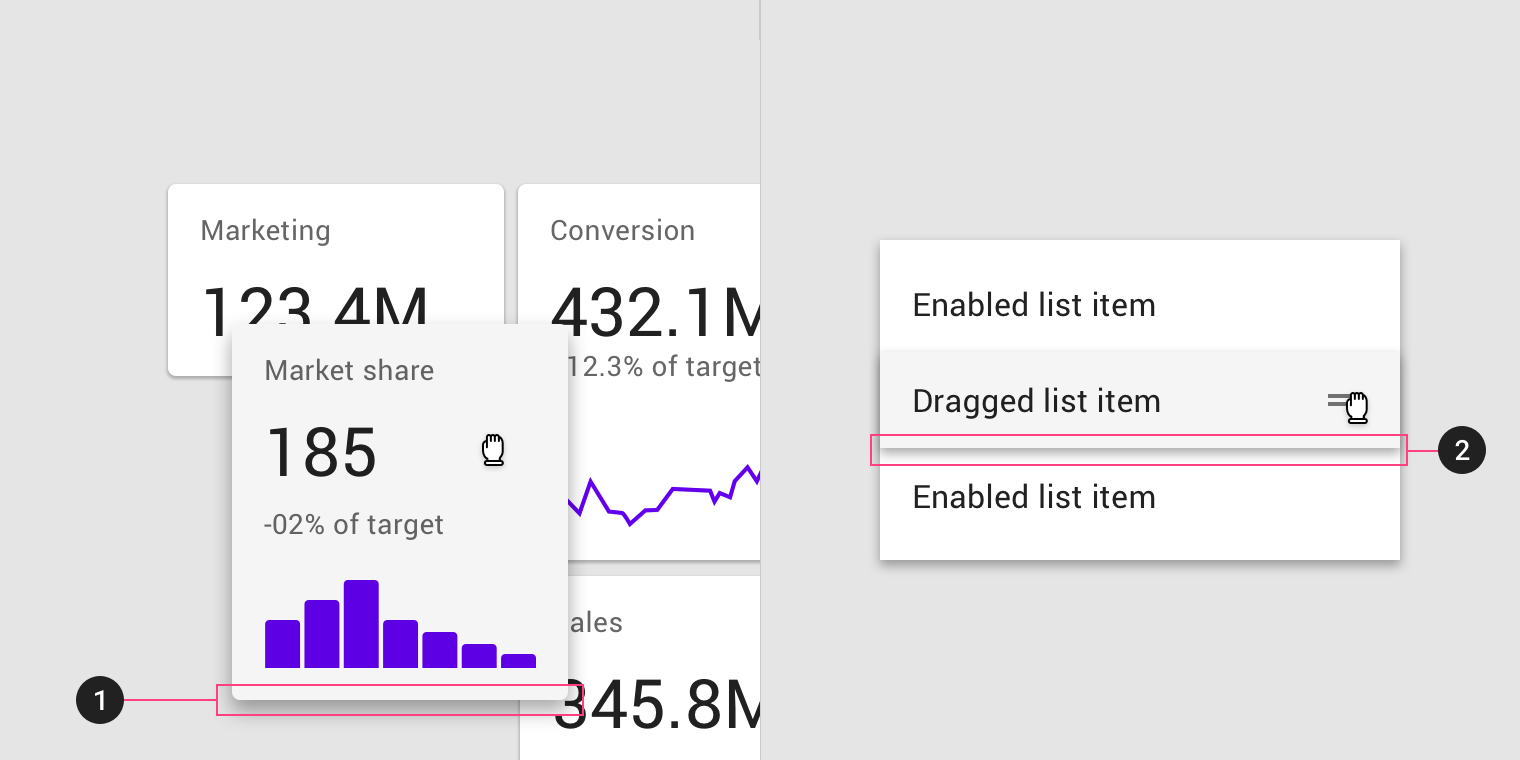 Marketing
123.4M
Conversion
432.1M
12.3% of target
Market share
185
-02% of target
ales
345.8M
1
Enabled list item
Dragged list item
Enabled list item
2